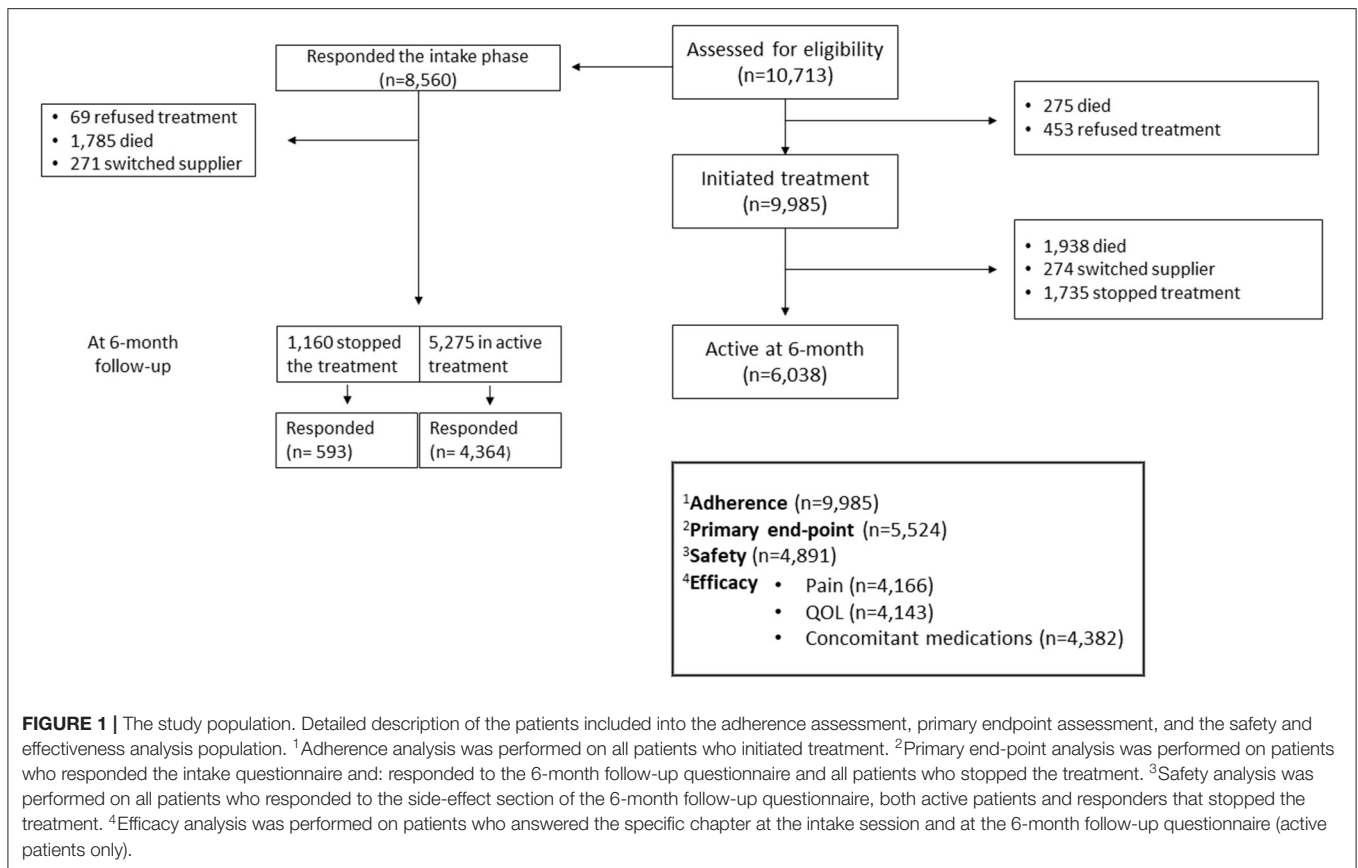 Responded the intake phase
(n=8,560)
Assessed for eligibility
(n=10,713)
• 69 refused treatment
• 1,785 died
• 271 switched supplier
• 275 died
• 453 refused treatment
Initiated treatment
(n=9,985)
• 1,938 died
• 274 switched supplier
• 1,735 stopped treatment
At 6-month
follow-up
1,160 stopped
the treatment
5,275 in active
treatment
Active at 6-month
(n=6,038)
Responded
(n= 593)
Responded
(n= 4,364)
¹Adherence (n=9,985)
²Primary end-point (n=5,524)
³Safety (n=4,891)
⁴Efficacy • Pain (n=4,166)
• QOL (n=4,143)
• Concomitant medications (n=4,382)
FIGURE 1 | The study population. Detailed description of the patients included into the adherence assessment, primary endpoint assessment, and the safety and
effectiveness analysis population. ¹Adherence analysis was performed on all patients who initiated treatment. ²Primary end-point analysis was performed on patients
who responded the intake questionnaire and: responded to the 6-month follow-up questionnaire and all patients who stopped the treatment. ³Safety analysis was
performed on all patients who responded to the side-effect section of the 6-month follow-up questionnaire, both active patients and responders that stopped the
treatment. ⁴Efficacy analysis was performed on patients who answered the specific chapter at the intake session and at the 6-month follow-up questionnaire (active
patients only).